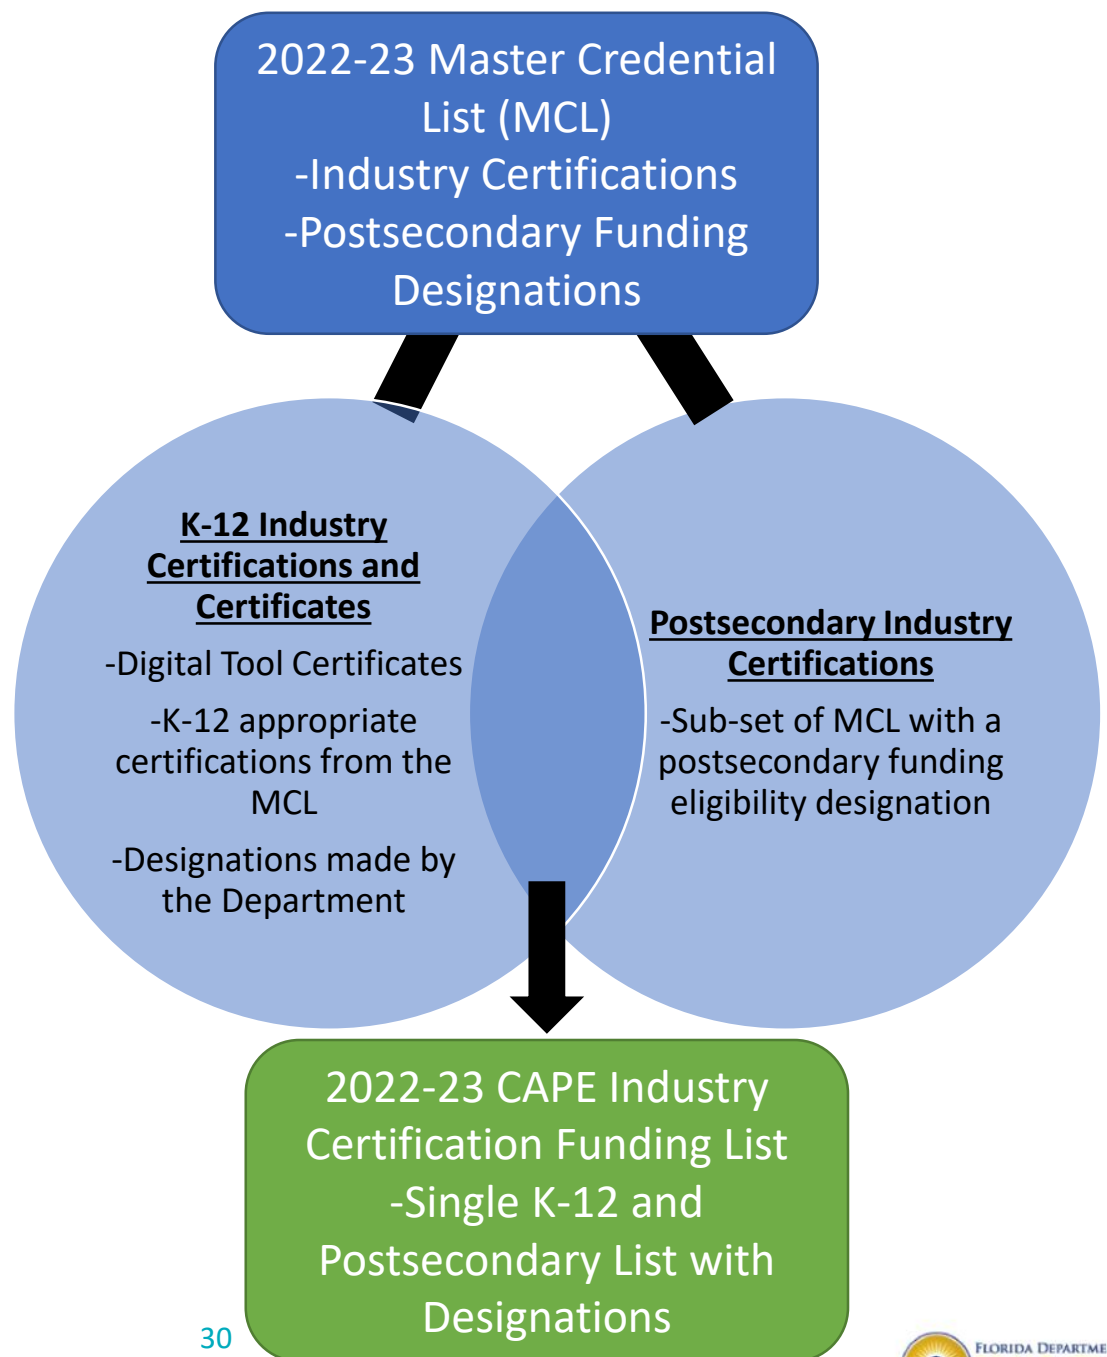 2022-23 Master Credential
List (MCL)
-Industry Certifications
-Postsecondary Funding
Designations
K-12 Industry
Certifications and
Certificates
-Digital Tool Certificates
-K-12 appropriate
certifications from the
MCL
-Designations made by
the Department
Postsecondary Industry
Certifications
-Sub-set of MCL with a
postsecondary funding
eligibility designation
2022-23 CAPE Industry
Certification Funding List
-Single K-12 and
Postsecondary List with
Designations
30
FLORIDA DEPARTME